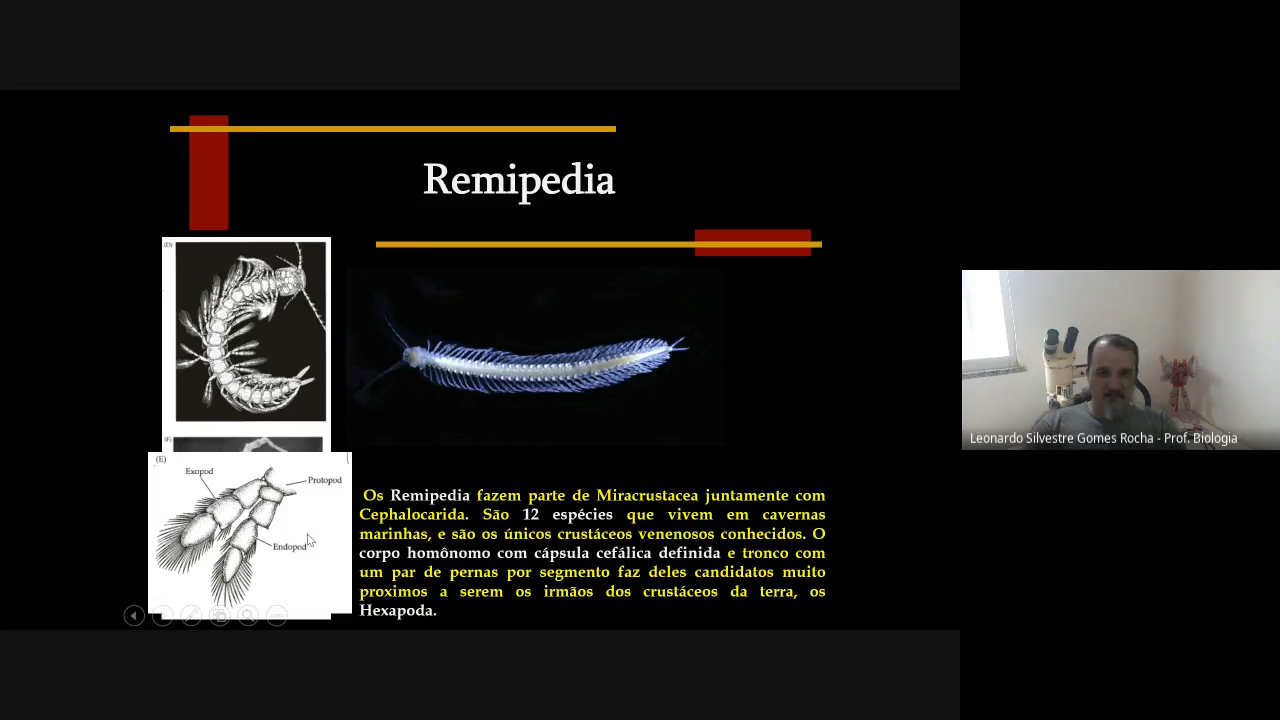 Remipedia
(D)
(F)
(E)
Exopod
Protopod
Endopod
Os Remipedia fazem parte de Miracrustacea juntamente com
Cephalocarida. São 12 espécies que vivem em cavernas
marinhas, e são os únicos crustáceos venenosos conhecidos. O
corpo homônomo com cápsula cefálica definida e tronco com
um par de pernas por segmento faz deles candidatos muito
proximos a serem os irmãos dos crustáceos da terra, os
Hexapoda.
Leonardo Silvestre Gomes Rocha - Prof. Biologia